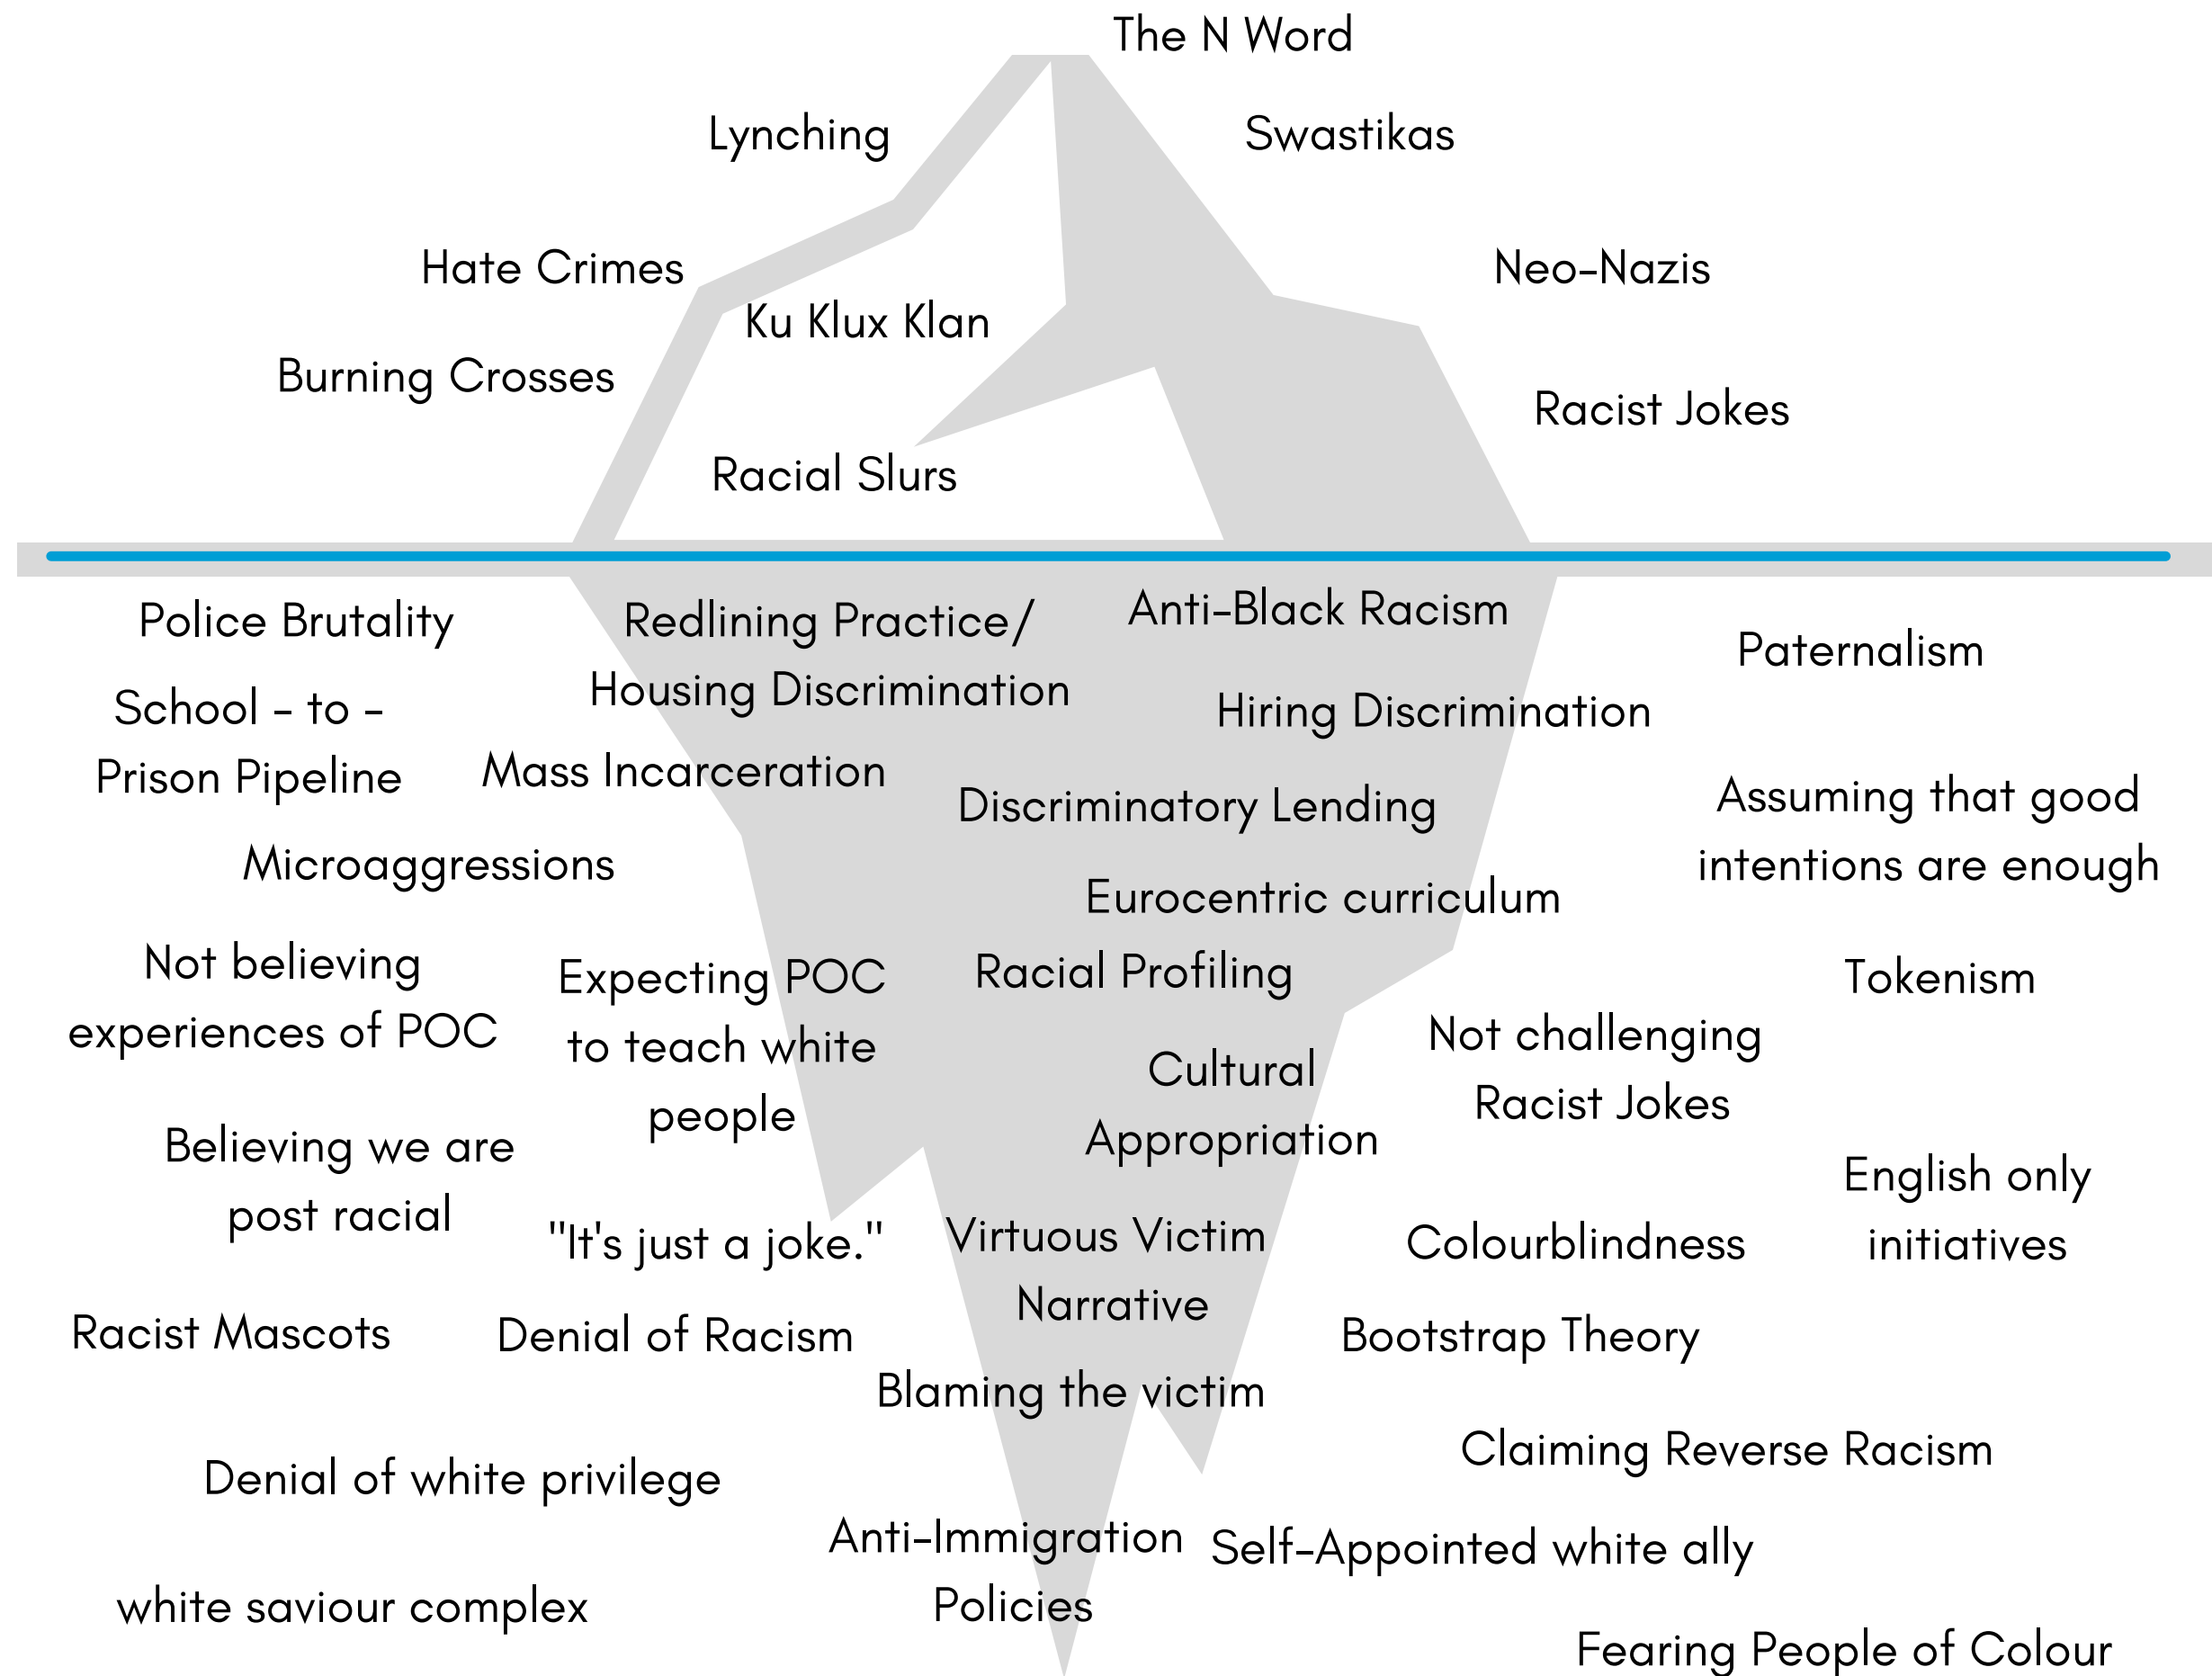 The N Word
Lynching
Swastikas
Hate Crimes
Neo-Nazis
Ku Klux Klan
Burning Crosses
Racist Jokes
Racial Slurs
Police Brutality
Redlining Practice/
Housing Discrimination
Anti-Black Racism
Paternalism
School - to -
Prison Pipeline
Hiring Discrimination
Mass Incarceration
Discriminatory Lending
Assuming that good
intentions are enough
Microaggressions
Eurocentric curriculum
Not believing
experiences of POC
Expecting POC
to teach white
people
Racial Profiling
Tokenism
Not challenging
Racist Jokes
Cultural
Appropriation
Believing we are
post racial
English only
initiatives
"It's just a joke."
Virtuous Victim
Narrative
Colourblindness
Racist Mascots
Denial of Racism
Bootstrap Theory
Blaming the victim
Claiming Reverse Racism
Denial of white privilege
Anti-Immigration
Policies
Self-Appointed white ally
white saviour complex
Fearing People of Colour